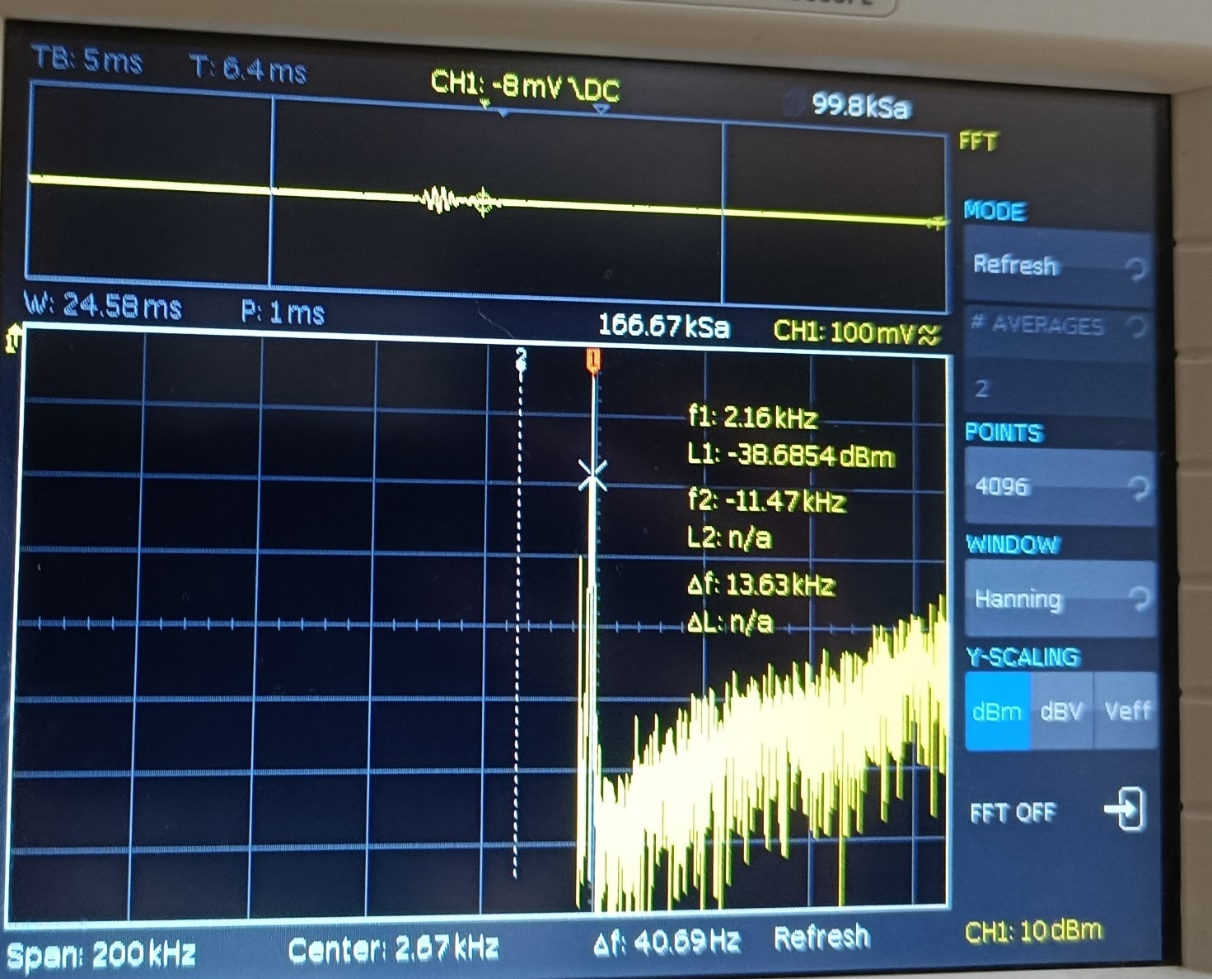 TB: 5ms T: 6.4ms CH1: -8mV \DC 99.8kSa
FFT
MODE
Refresh
# AVERAGES
2
POINTS
4096
WINDOW
Hanning
Y-SCALING
dBm dBV Veff
FFT OFF
CH1: 10dBm
W: 24.58ms P: 1ms 166.67kSa CH1: 100mV≈
2 1
f1: 2.16kHz
L1: -38.6854dBm
f2: -11.47kHz
L2: n/a
Δf: 13.63kHz
ΔL: n/a
Span: 200kHz Center: 2.67kHz Δf: 40.69Hz Refresh